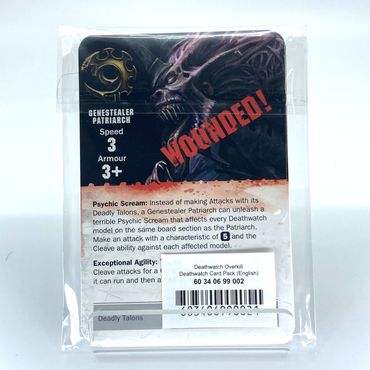 GENESTEALER
PATRIARCH
Speed
3
Armour
3+
WOUNDED!
Psychic Scream: Instead of making Attacks with its
Deadly Talons, a Genestealer Patriarch can unleash a
terrible Psychic Scream that affects every Deathwatch
model on the same board section as the Patriarch.
Make an attack with a characteristic of 5 and the
Cleave ability against each affected model.
Exceptional Agility:
Cleave attacks for a
it can run and then
Deadly Talons
Deathwatch Overkill
Deathwatch Card Pack (English)
60 34 06 99 002